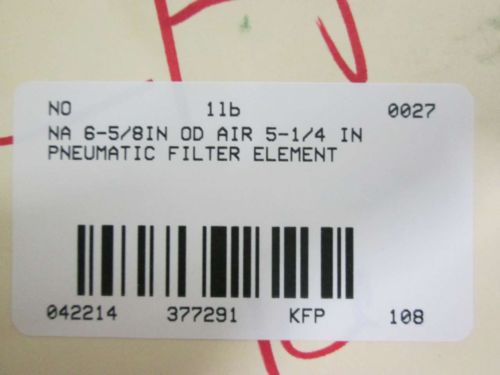 NO 1lb 0027
NA 6-5/8IN OD AIR 5-1/4 IN
PNEUMATIC FILTER ELEMENT
042214 377291 KFP 108